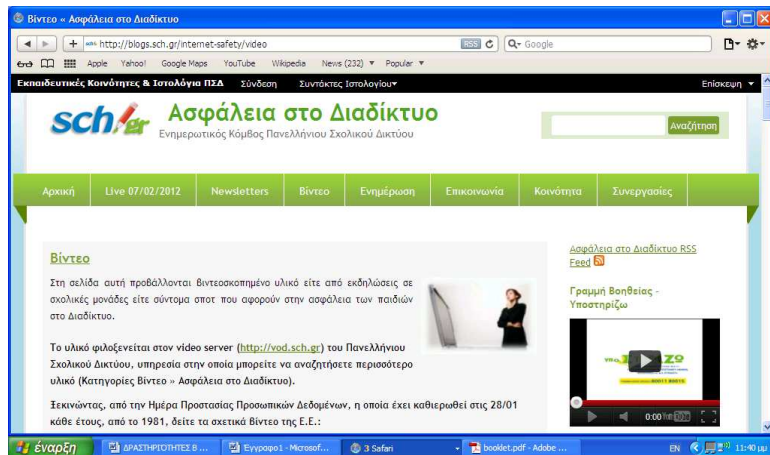 Βίντεο « Ασφάλεια στο Διαδίκτυο
http://blogs.sch.gr/internet-safety/video RSS Google
Apple Yahoo! Google Maps YouTube Wikipedia News (232) ▼ Popular ▼
Εκπαιδευτικές Κοινότητες & Ιστολόγια ΠΣΔ Σύνδεση Συντάκτες Ιστολογίου▾ Επίσκεψη ▼
sch.gr Ασφάλεια στο Διαδίκτυο
Ενημερωτικός Κόμβος Πανελλήνιου Σχολικού Δικτύου
Αναζήτηση
Αρχική Live 07/02/2012 Newsletters Βίντεο Ενημέρωση Επικοινωνία Κοινότητα Συνεργασίες
Βίντεο
Στη σελίδα αυτή προβάλλονται βιντεοσκοπημένο υλικό είτε από εκδηλώσεις σε
σχολικές μονάδες είτε σύντομα σποτ που αφορούν στην ασφάλεια των παιδιών
στο Διαδίκτυο.
Το υλικό φιλοξενείται στον video server (http://vod.sch.gr) του Πανελλήνιου
Σχολικού Δικτύου, υπηρεσία στην οποία μπορείτε να αναζητήσετε περισσότερο
υλικό (Κατηγορίες Βίντεο » Ασφάλεια στο Διαδίκτυο).
Ξεκινώντας, από την Ημέρα Προστασίας Προσωπικών Δεδομένων, η οποία έχει καθιερωθεί στις 28/01
κάθε έτους, από το 1981, δείτε τα σχετικά Βίντεο της Ε.Ε.:
Ασφάλεια στο Διαδίκτυο RSS
Feed
Γραμμή Βοηθείας -
Υποστηρίζω
0:00
έναρξη ΔΡΑΣΤΗΡΙΟΤΗΤΕΣ Β ... Έγγραφο1 - Microsof... 3 Safari booklet.pdf - Adobe ... EN 11:40 μμ